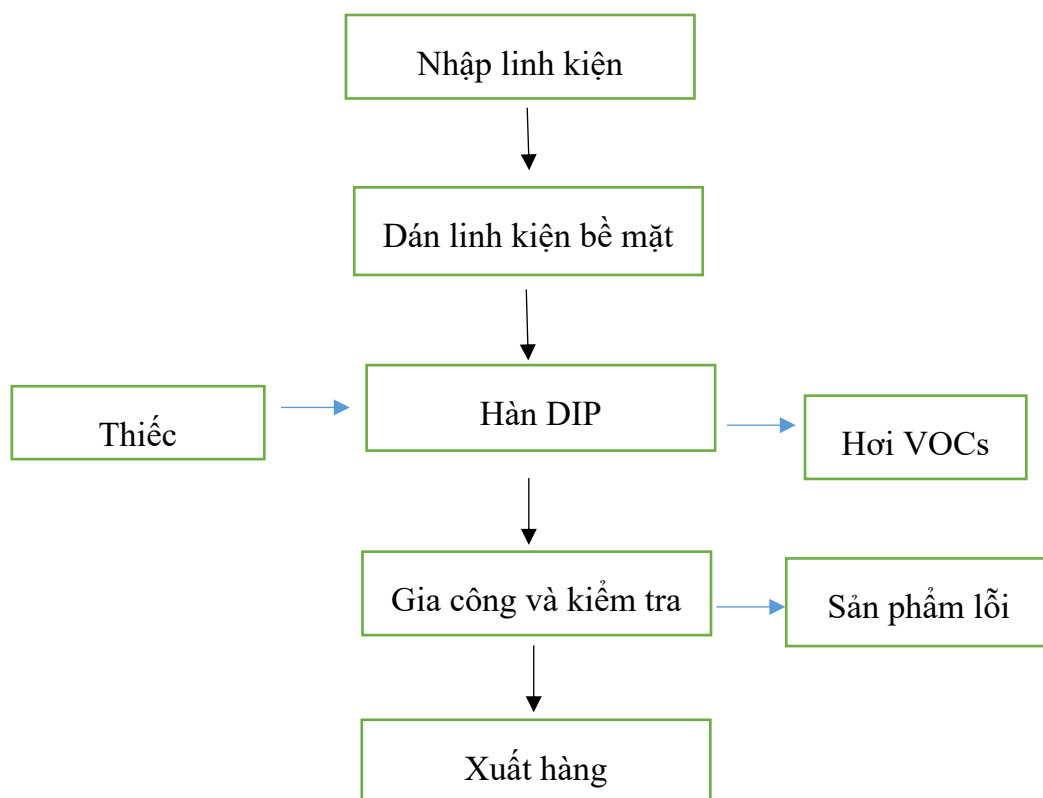 Nhập linh kiện
Dán linh kiện bề mặt
Thiếc
Hàn DIP
Hơi VOCs
Gia công và kiểm tra
Sản phẩm lỗi
Xuất hàng